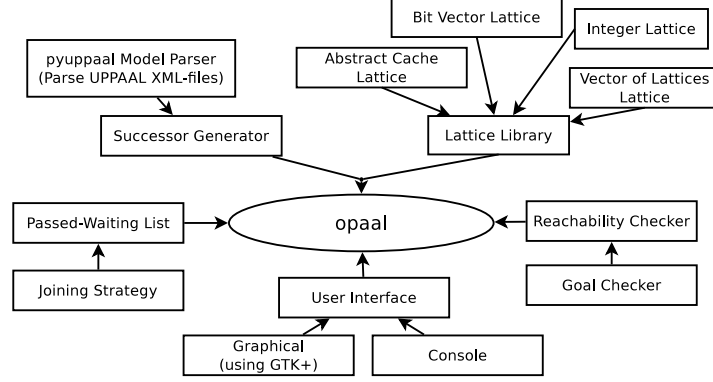 Bit Vector Lattice
Integer Lattice
pyuppaal Model Parser
(Parse UPPAAL XML-files)
Abstract Cache
Lattice
Vector of Lattices
Lattice
Successor Generator
Lattice Library
Passed-Waiting List
opaal
Reachability Checker
Joining Strategy
User Interface
Goal Checker
Graphical
(using GTK+)
Console